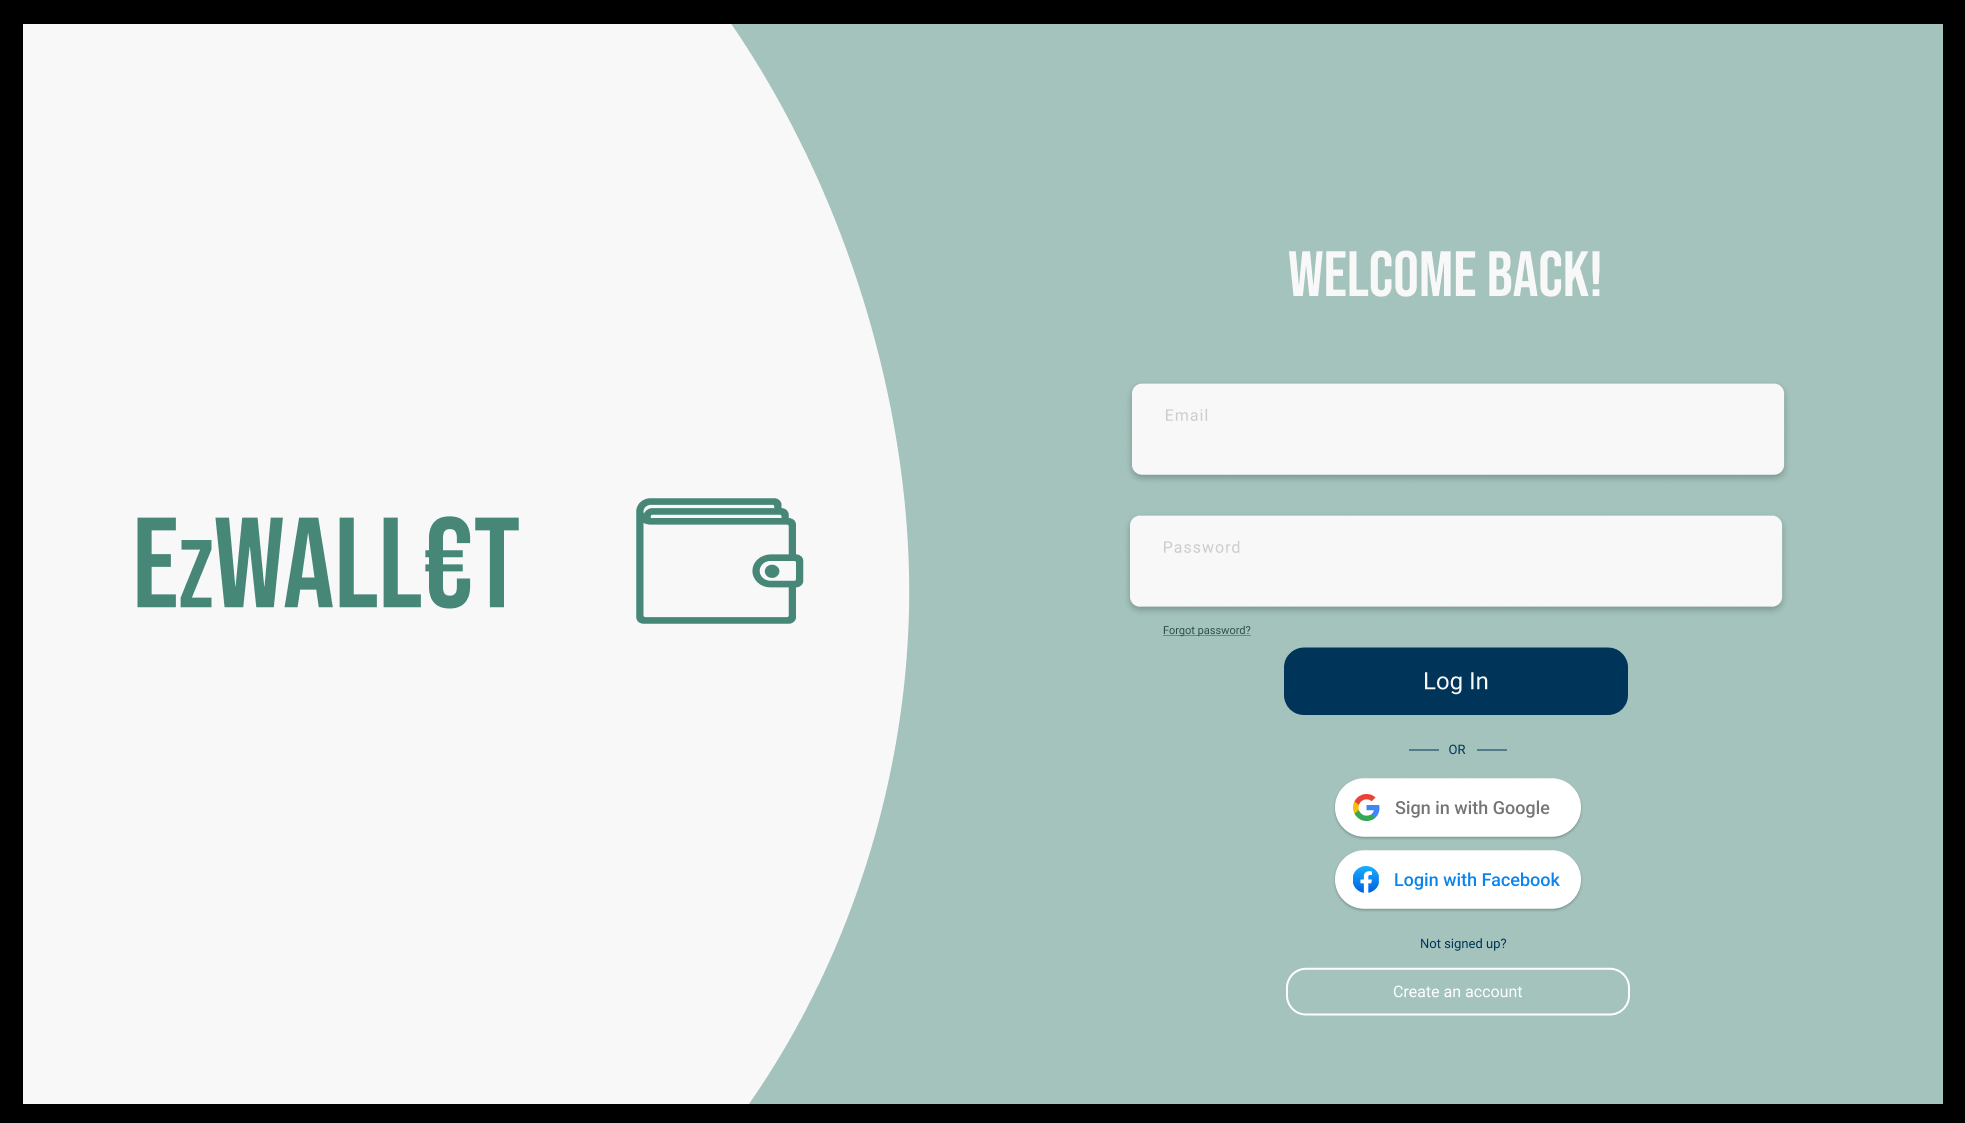 EzWALL€T
WELCOME BACK!
Email
Password
Forgot password?
Log In
OR
Sign in with Google
Login with Facebook
Not signed up?
Create an account